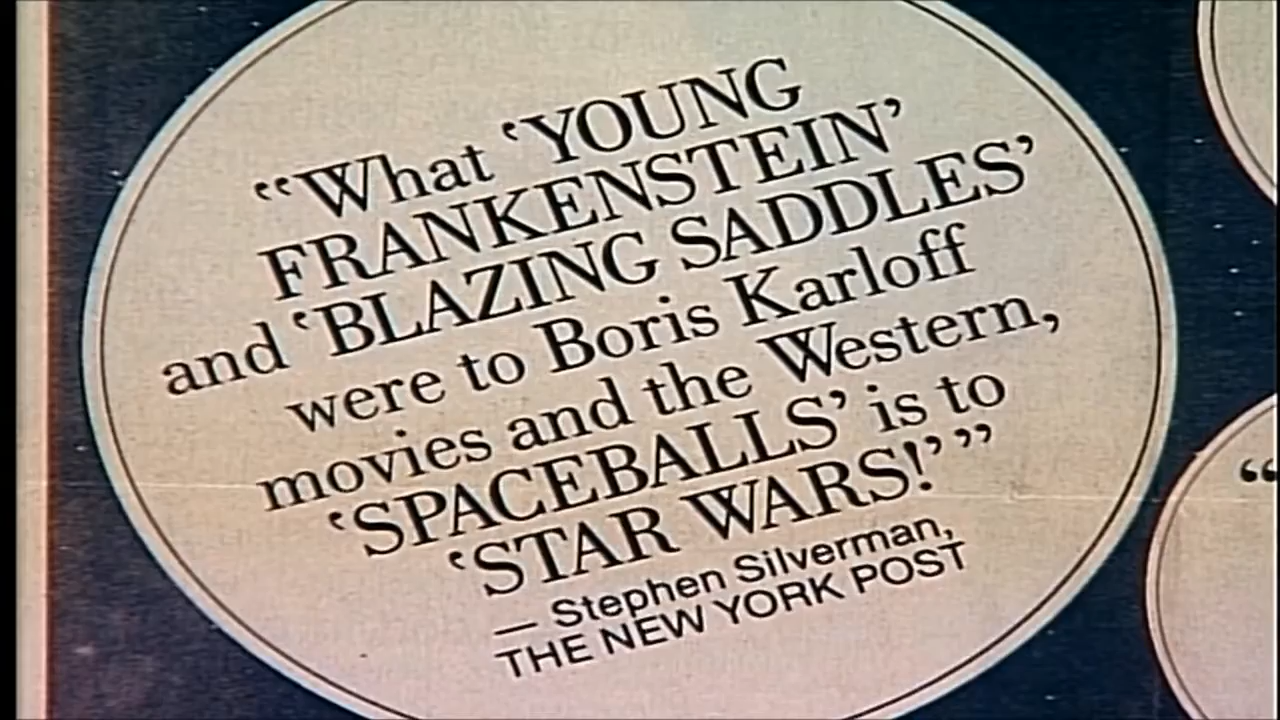 “What ‘YOUNG
FRANKENSTEIN’
and ‘BLAZING SADDLES’
were to Boris Karloff
movies and the Western,
‘SPACEBALLS’ is to
‘STAR WARS!’”
— Stephen Silverman,
THE NEW YORK POST
“